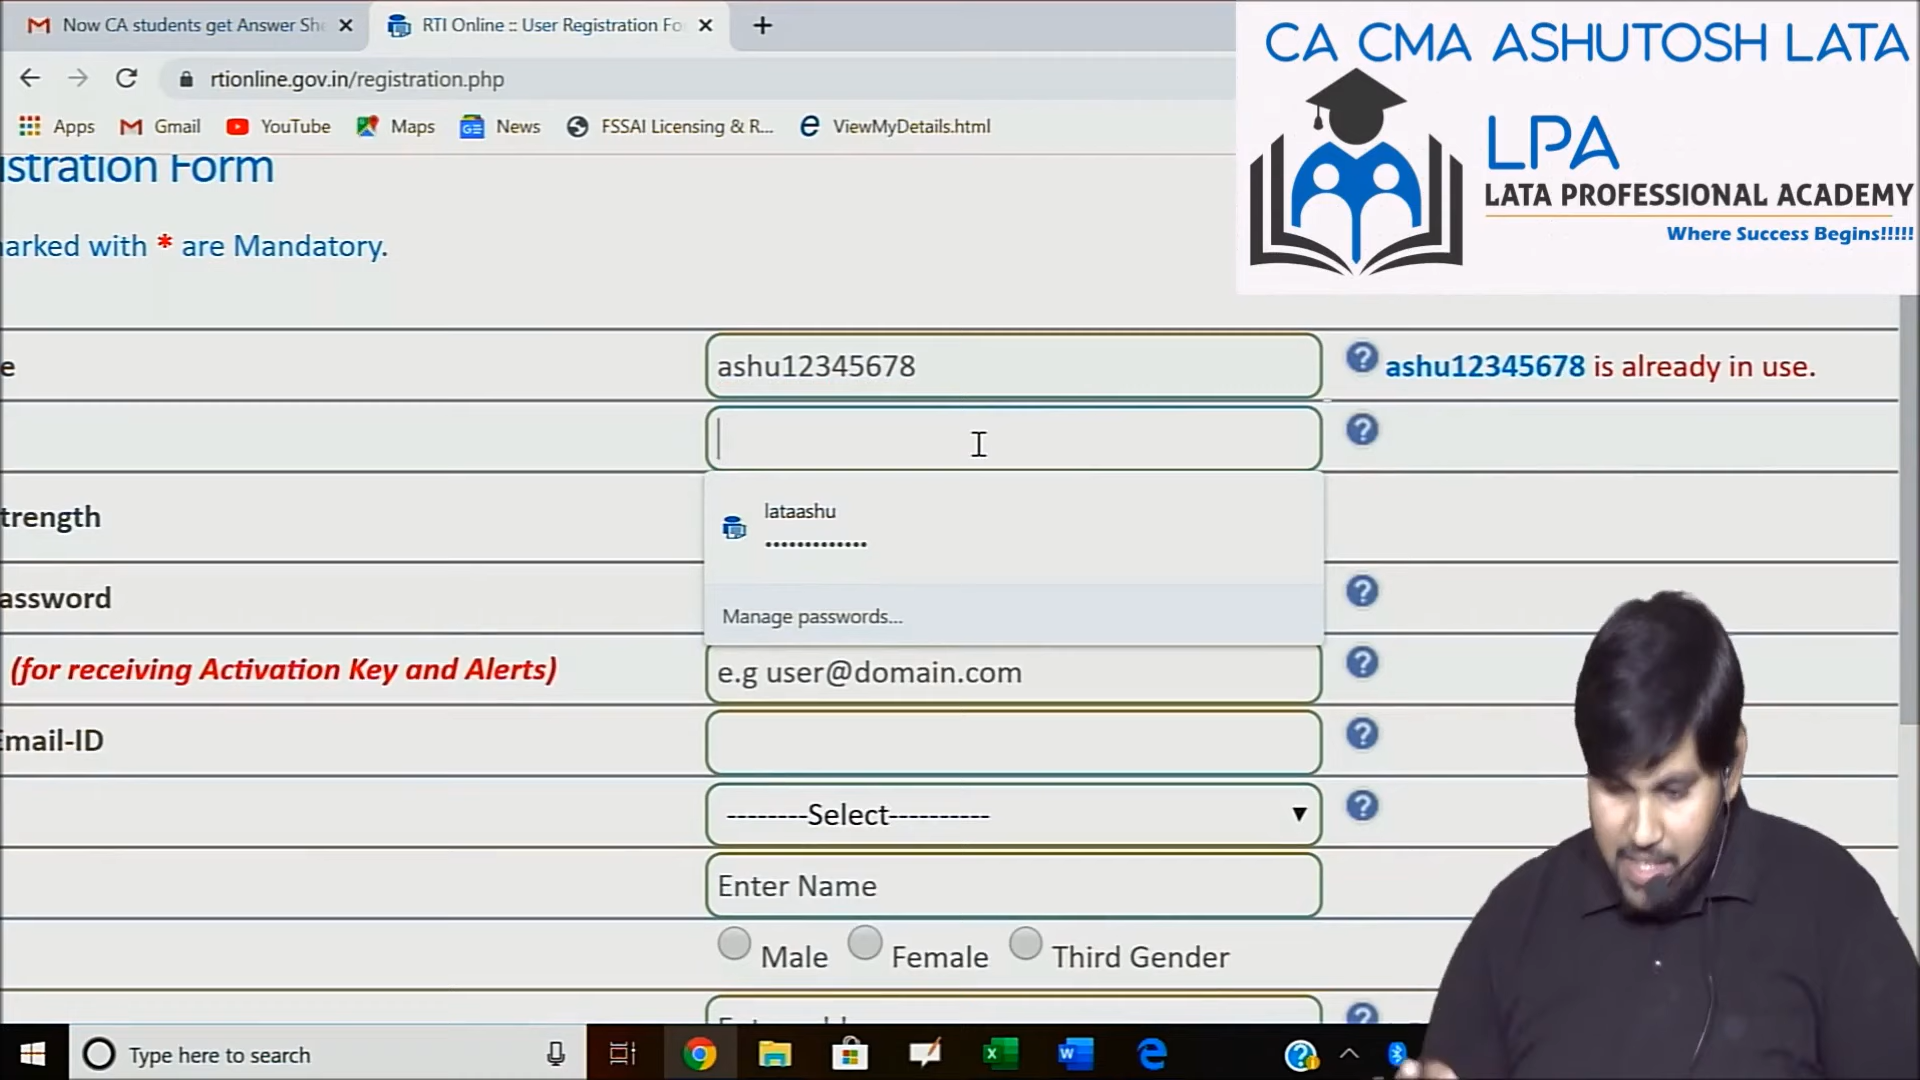 Now CA students get Answer She
RTI Online :: User Registration Fo
CA CMA ASHUTOSH LATA
rtionline.gov.in/registration.php
Apps
Gmail
YouTube
Maps
News
FSSAI Licensing & R...
ViewMyDetails.html
LPA
LATA PROFESSIONAL ACADEMY
Where Success Begins!!!!!
istration Form
arked with * are Mandatory.
e
ashu12345678
ashu12345678 is already in use.
lataashu
trength
Manage passwords...
assword
(for receiving Activation Key and Alerts)
e.g user@domain.com
Email-ID
--------Select----------
Enter Name
Male
Female
Third Gender
Type here to search